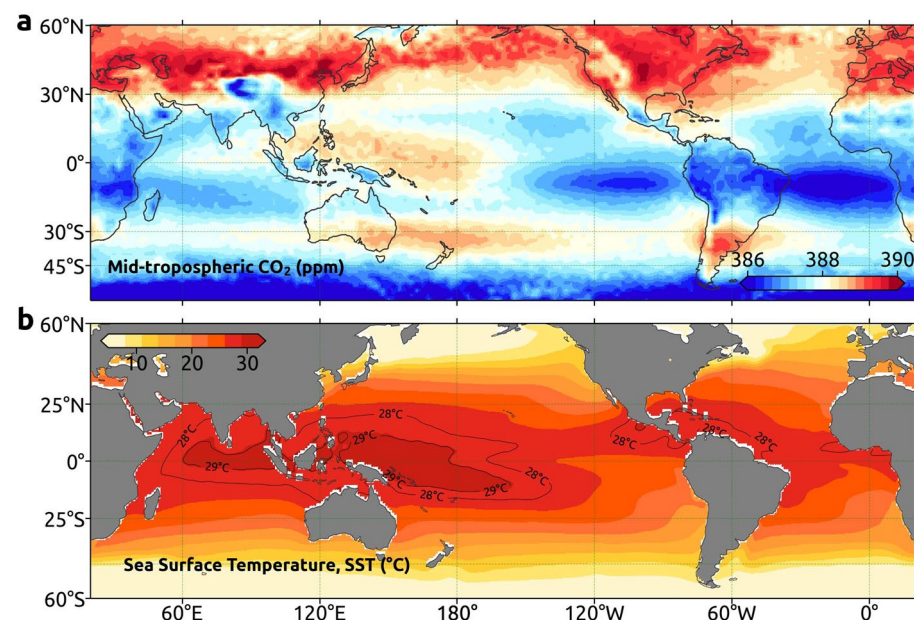 a
60°N
30°N
0°
30°S
45°S
Mid-tropospheric CO₂ (ppm)
386 388 390
b
60°N
10 20 30
25°N
28°C
28°C
28°C
28°C
29°C
29°C
0°
29°C
28°C
29°C
28°C
25°S
Sea Surface Temperature, SST (°C)
60°S
60°E 120°E 180° -120°W 60°W 0°